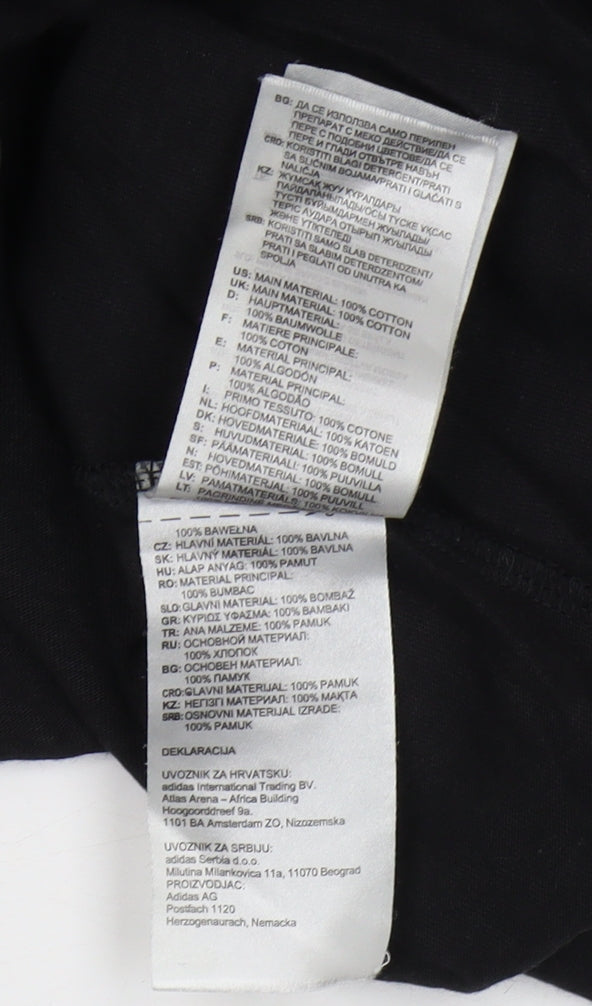 BG: ДА СЕ ИЗПОЛЗВА САМО ПЕРИЛЕН
ПРЕПАРАТ С МЕКО ДЕЙСТВИЕ/ДА СЕ
ПЕРЕ С ПОДОБНИ ЦВЕТОВЕ/ДА СЕ
ПЕРЕ И ГЛАДИ ОТВЪТРЕ НАВЪН
CRO: KORISTITI BLAGI DETERGENT/PRATI
SA SLIČNIM BOJAMA/PRATI I GLAČATI S
NALIČJA
KZ: ЖҰМСАҚ ЖУУ ҚҰРАЛДАРЫ
ПАЙДАЛАНЫЛАДЫ/ОСЫ ТҮСКЕ ҰҚСАС
ТҮСТІ БҰЙЫМДАРМЕН ЖУЫЛАДЫ/
ТЕРІС АУДАРА ОТЫРЫП ЖУЫЛАДЫ
ЖӘНЕ ҮТІКТЕЛЕДІ
SRB: KORISTITI SAMO SLAB DETERDZENT/
PRATI SA SLABIM DETERDZENTOM/
PRATI I PEGLATI OD UNUTRA KA
SPOLJA
US: MAIN MATERIAL: 100% COTTON
UK: MAIN MATERIAL: 100% COTTON
D: HAUPTMATERIAL:
100% BAUMWOLLE
F: MATIERE PRINCIPALE:
100% COTON
E: MATERIAL PRINCIPAL:
100% ALGODÓN
P: MATERIAL PRINCIPAL:
100% ALGODÃO
I: PRIMO TESSUTO: 100% COTONE
NL: HOOFDMATERIAAL: 100% KATOEN
DK: HOVEDMATERIALE: 100% BOMULD
S: HUVUDMATERIAL: 100% BOMULL
SF: PÄÄMATERIAALI: 100% PUUVILLA
N: HOVEDMATERIALI: 100% BOMULL
EST: PÕHIMATERJAL: 100% PUUVILL
LV: PAMATMATERIĀLS: 100% KOKVILNA
LT: PAGRINDINĖ MEDŽIAGA:
100% BAWEŁNA
CZ: HLAVNÍ MATERIÁL: 100% BAVLNA
SK: HLAVNÝ MATERIÁL: 100% BAVLNA
HU: ALAP ANYAG: 100% PAMUT
RO: MATERIAL PRINCIPAL:
100% BUMBAC
SLO: GLAVNI MATERIAL: 100% BOMBAŽ
GR: ΚΥΡΙΩΣ ΥΦΑΣΜΑ: 100% ΒΑΜΒΑΚΙ
TR: ANA MALZEME: 100% PAMUK
RU: ОСНОВНОЙ МАТЕРИАЛ:
100% ХЛОПОК
BG: ОСНОВЕН МАТЕРИАЛ:
100% ПАМУК
CRO: GLAVNI MATERIJAL: 100% PAMUK
KZ: НЕГІЗГІ МАТЕРИАЛ: 100% МАҚТА
SRB: OSNOVNI MATERIJAL IZRADE:
100% PAMUK
DEKLARACIJA
UVOZNIK ZA HRVATSKU:
adidas International Trading BV.
Atlas Arena – Africa Building
Hoogoorddreef 9a.
1101 BA Amsterdam ZO, Nizozemska
UVOZNIK ZA SRBIJU:
adidas Serbia d.o.o.
Milutina Milankovica 11a, 11070 Beograd
PROIZVODJAC:
Adidas AG
Postfach 1120
Herzogenaurach, Nemacka